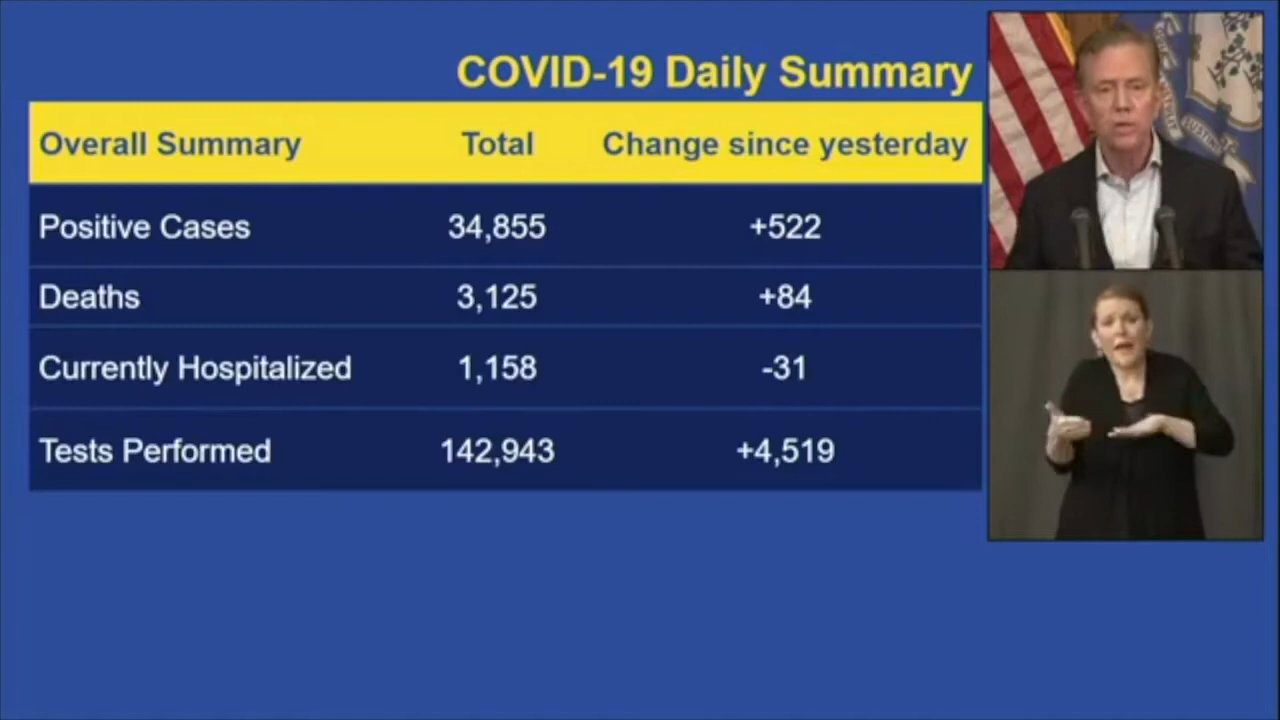 COVID-19 Daily Summary
Overall Summary Total Change since yesterday
Positive Cases 34,855 +522
Deaths 3,125 +84
Currently Hospitalized 1,158 -31
Tests Performed 142,943 +4,519